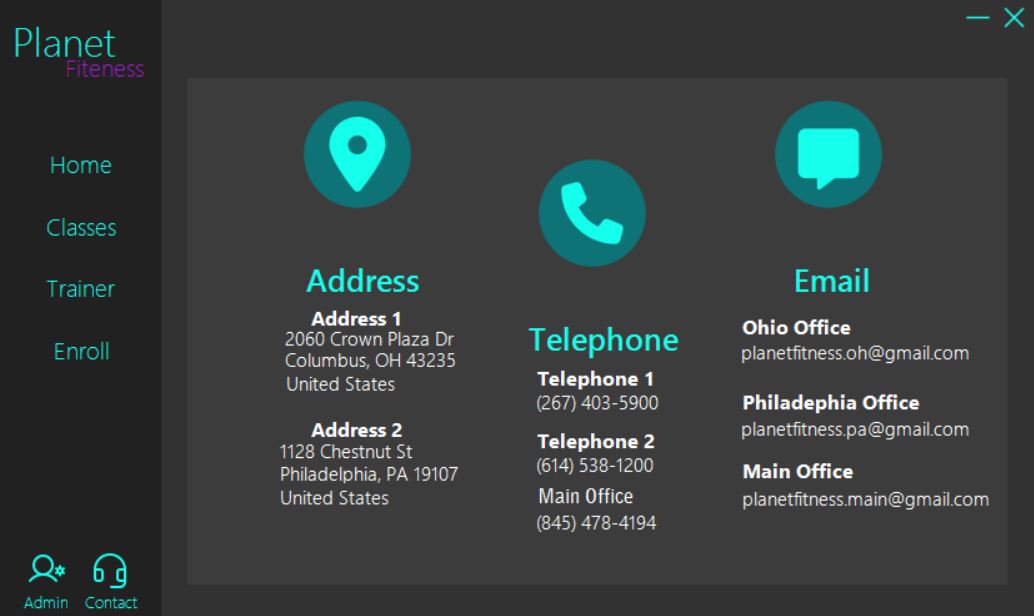 Planet
Fiteness
Home
Classes
Trainer
Enroll
Admin
Contact
Address
Address 1
2060 Crown Plaza Dr
Columbus, OH 43235
United States
Address 2
1128 Chestnut St
Philadelphia, PA 19107
United States
Telephone
Telephone 1
(267) 403-5900
Telephone 2
(614) 538-1200
Main Office
(845) 478-4194
Email
Ohio Office
planetfitness.oh@gmail.com
Philadephia Office
planetfitness.pa@gmail.com
Main Office
planetfitness.main@gmail.com